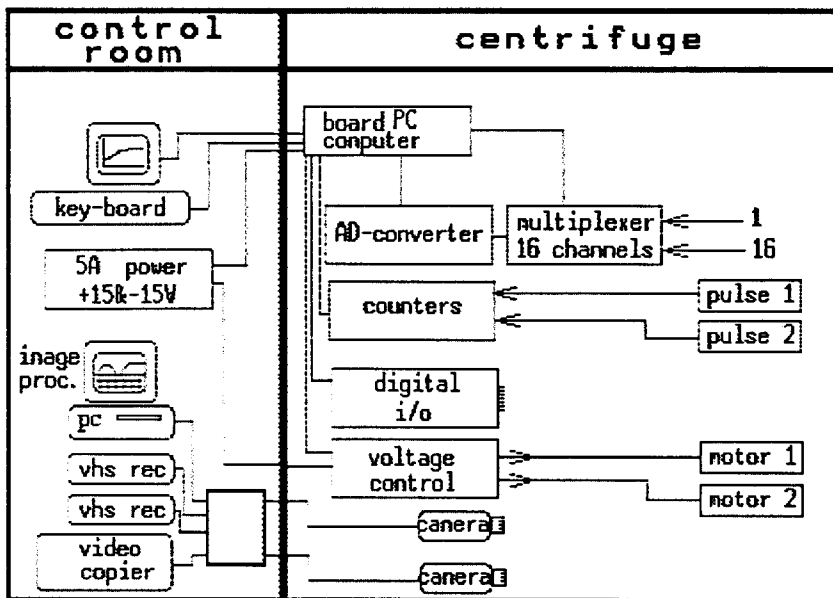 control
room
centrifuge
board PC
computer
key-board
AD-converter
multiplexer
16 channels
1
16
5A power
+15&-15V
counters
pulse 1
pulse 2
image
proc.
pc
digital
i/o
vhs rec
vhs rec
voltage
control
motor 1
motor 2
video
copier
camera
camera